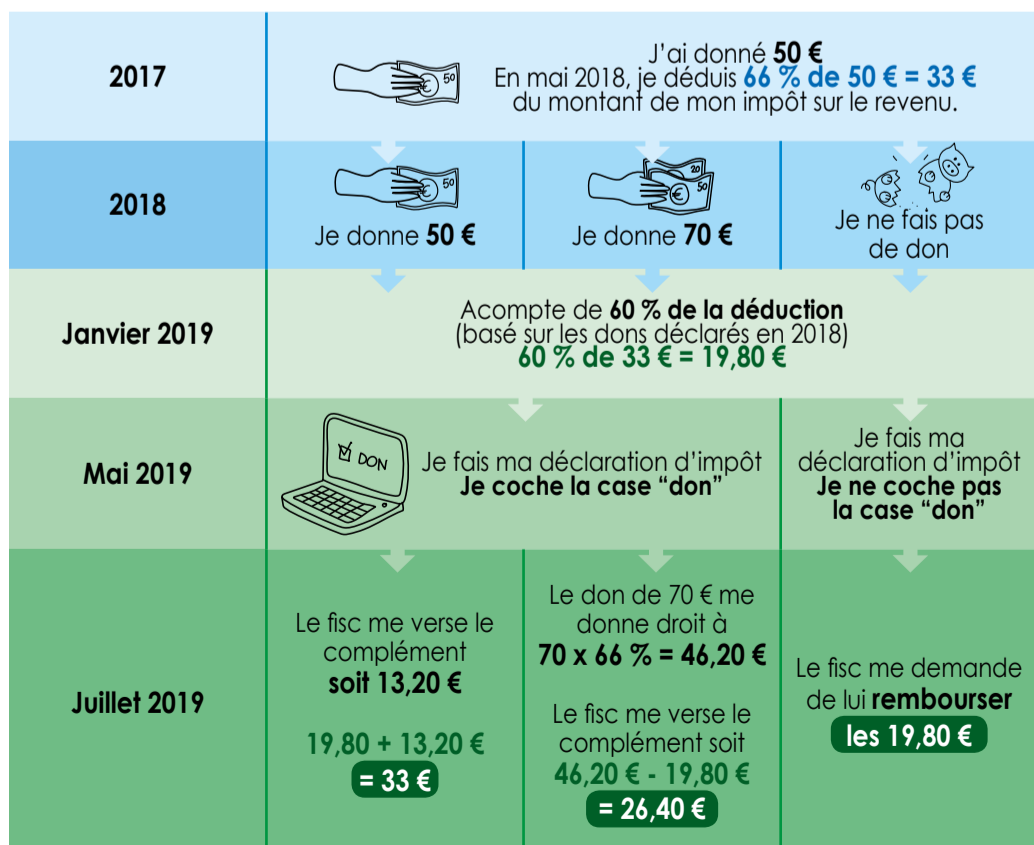 2017
50
J'ai donné 50 €
En mai 2018, je déduis 66 % de 50 € = 33 €
du montant de mon impôt sur le revenu.
2018
50
Je donne 50 €
20
50
Je donne 70 €
Je ne fais pas
de don
Janvier 2019
Acompte de 60 % de la déduction
(basé sur les dons déclarés en 2018)
60 % de 33 € = 19,80 €
Mai 2019
DON
Je fais ma déclaration d'impôt
Je coche la case “don”
Je fais ma
déclaration d'impôt
Je ne coche pas
la case “don”
Juillet 2019
Le fisc me verse le
complément
soit 13,20 €
19,80 + 13,20 €
= 33 €
Le don de 70 € me
donne droit à
70 x 66 % = 46,20 €
Le fisc me verse le
complément soit
46,20 € - 19,80 €
= 26,40 €
Le fisc me demande
de lui rembourser
les 19,80 €